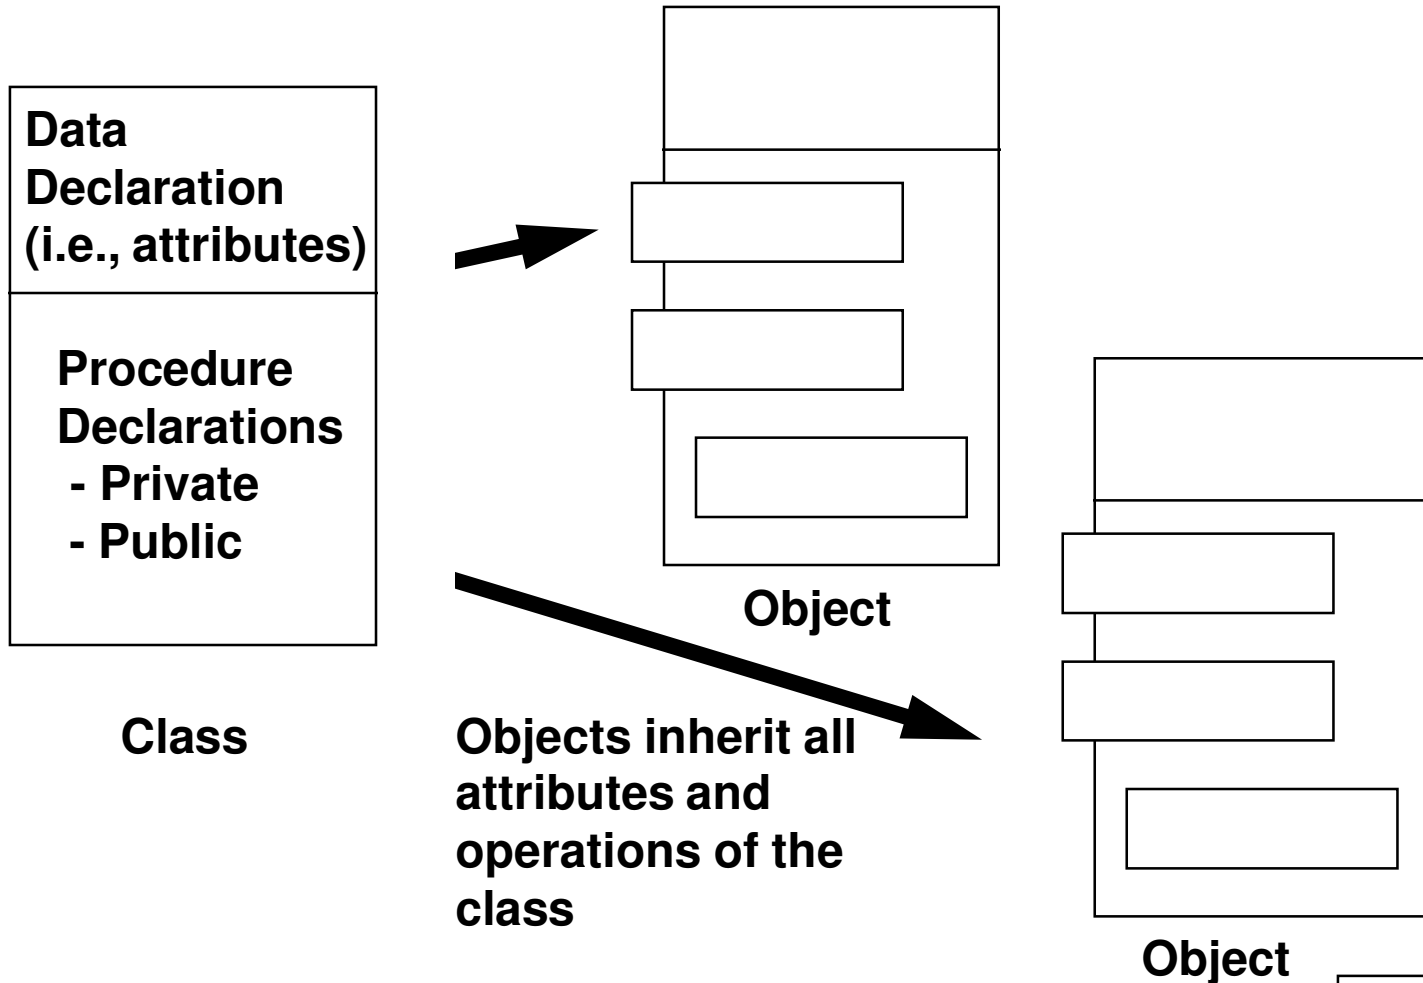 Data
Declaration
(i.e., attributes)
Procedure
Declarations
- Private
- Public
Class
Object
Objects inherit all
attributes and
operations of the
class
Object